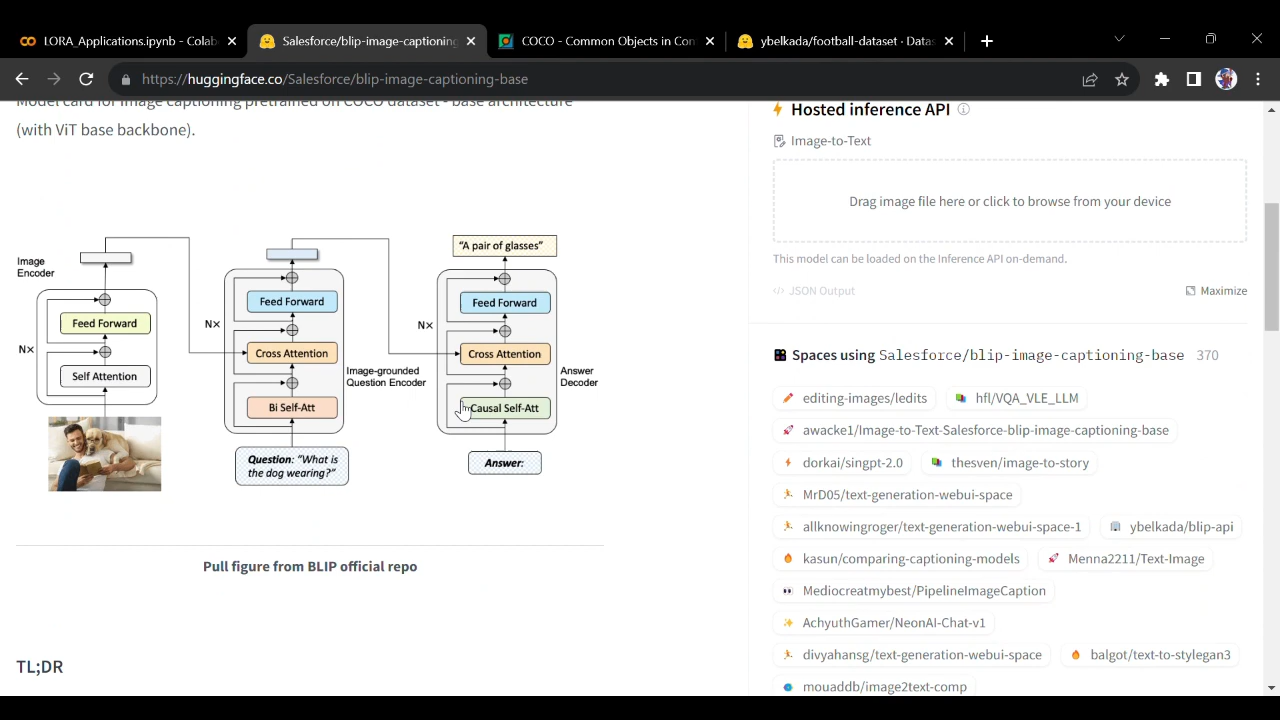 LORA_Applications.ipynb - Colab
Salesforce/blip-image-captioning
COCO - Common Objects in Con
ybelkada/football-dataset · Datas
https://huggingface.co/Salesforce/blip-image-captioning-base
Model card for image captioning pretrained on COCO dataset - base architecture
(with ViT base backbone).
Image
Encoder
Feed Forward
N×
Self Attention
Feed Forward
N×
Cross Attention
Image-grounded
Question Encoder
Bi Self-Att
Question: "What is
the dog wearing?"
"A pair of glasses"
Feed Forward
N×
Cross Attention
Answer
Decoder
Causal Self-Att
Answer:
Pull figure from BLIP official repo
TL;DR
Hosted inference API
Image-to-Text
Drag image file here or click to browse from your device
This model can be loaded on the Inference API on-demand.
</> JSON Output
Maximize
Spaces using Salesforce/blip-image-captioning-base 370
editing-images/ledits
hfl/VQA_VLE_LLM
awacke1/Image-to-Text-Salesforce-blip-image-captioning-base
dorkai/singpt-2.0
thesven/image-to-story
MrD05/text-generation-webui-space
allknowingroger/text-generation-webui-space-1
ybelkada/blip-api
kasun/comparing-captioning-models
Menna2211/Text-Image
Mediocreatmybest/PipelineImageCaption
AchyuthGamer/NeonAI-Chat-v1
divyahansg/text-generation-webui-space
balgot/text-to-stylegan3
mouaddb/image2text-comp